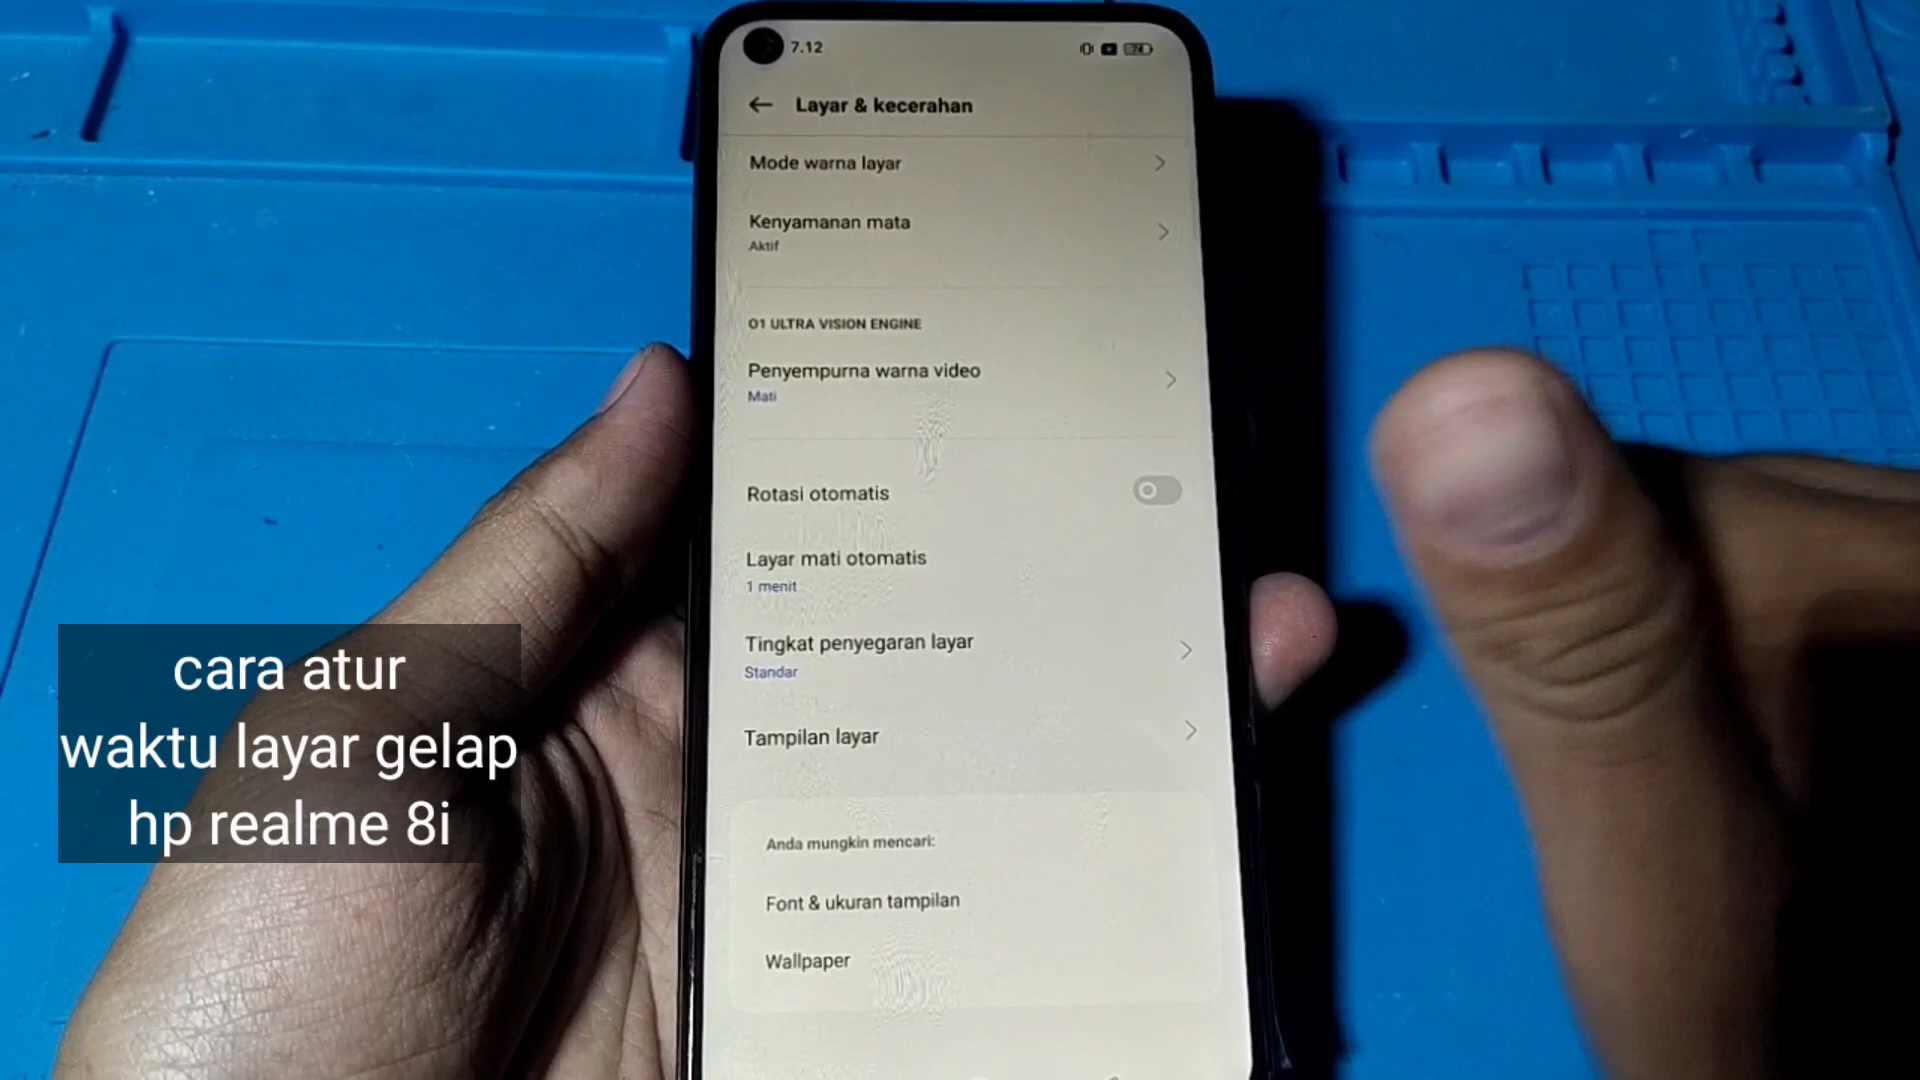 7.12
Layar & kecerahan
Mode warna layar
Kenyamanan mata
Aktif
O1 ULTRA VISION ENGINE
Penyempurna warna video
Mati
Rotasi otomatis
Layar mati otomatis
1 menit
Tingkat penyegaran layar
Standar
Tampilan layar
Anda mungkin mencari:
Font & ukuran tampilan
Wallpaper
cara atur
waktu layar gelap
hp realme 8i